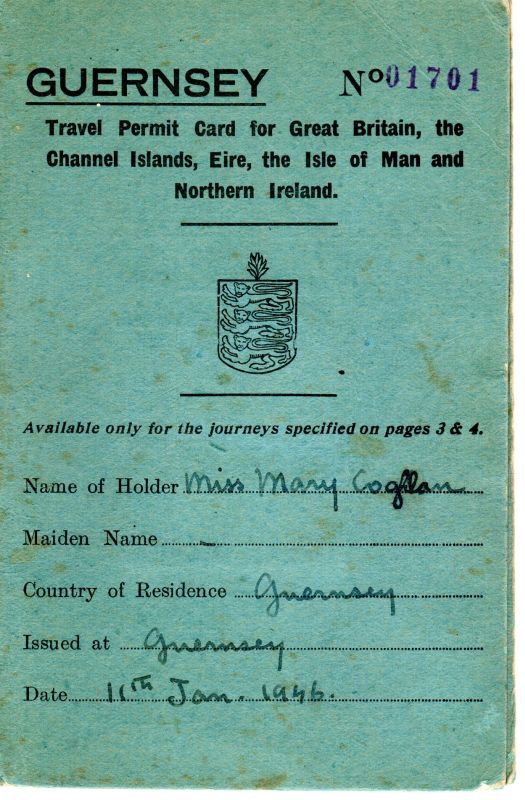 GUERNSEY Nº 01701
Travel Permit Card for Great Britain, the
Channel Islands, Eire, the Isle of Man and
Northern Ireland.
Available only for the journeys specified on pages 3 & 4.
Name of Holder Miss Mary Coghlan
Maiden Name –
Country of Residence Guernsey
Issued at Guernsey
Date 11th Jan. 1946.